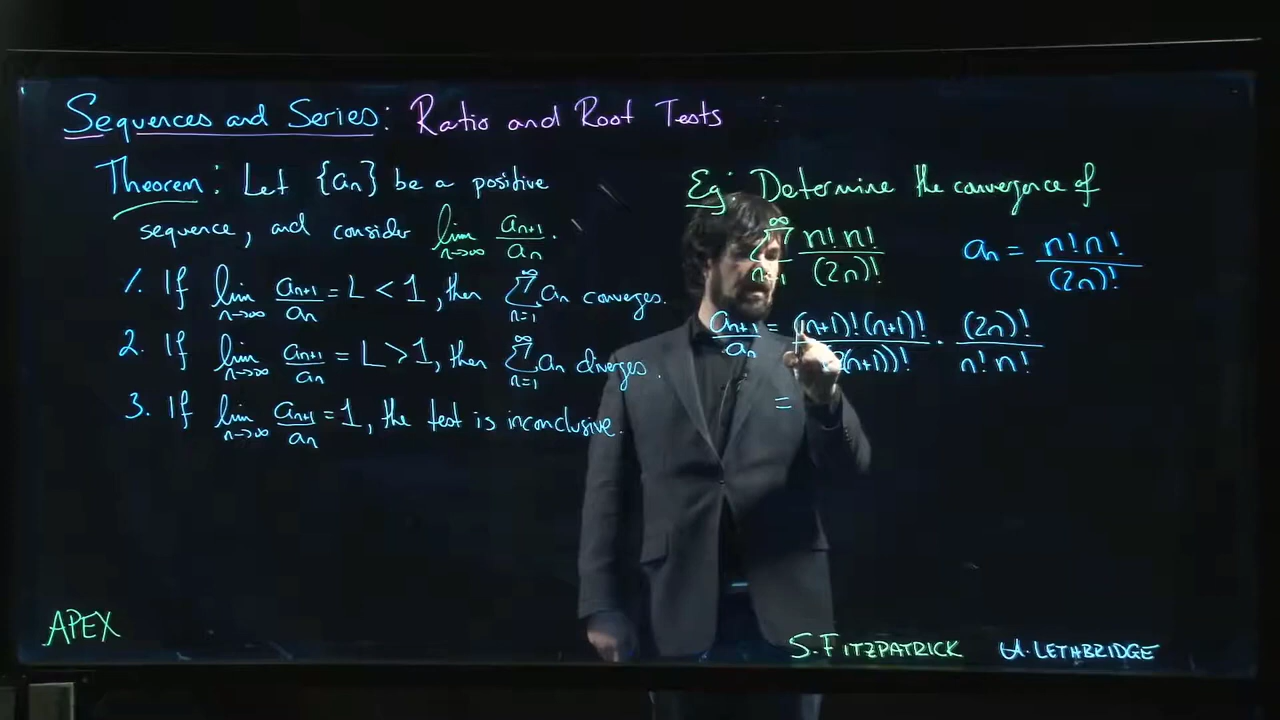 Sequences and Series: Ratio and Root Tests
Theorem: Let {aₙ} be a positive
sequence, and consider lim n→∞ aₙ₊₁/aₙ.
1. If lim n→∞ aₙ₊₁/aₙ = L < 1, then ∞ Σ n=1 aₙ converges.
2. If lim n→∞ aₙ₊₁/aₙ = L > 1, then ∞ Σ n=1 aₙ diverges.
3. If lim n→∞ aₙ₊₁/aₙ = 1, the test is inconclusive.
Eg: Determine the convergence of
∞ Σ n=1 n! n!/(2n)! aₙ = n! n!/(2n)!
aₙ₊₁/aₙ = (n+1)! (n+1)!/(2(n+1))! · (2n)!/n! n!
=
APEX
S. FITZPATRICK U. LETHBRIDGE